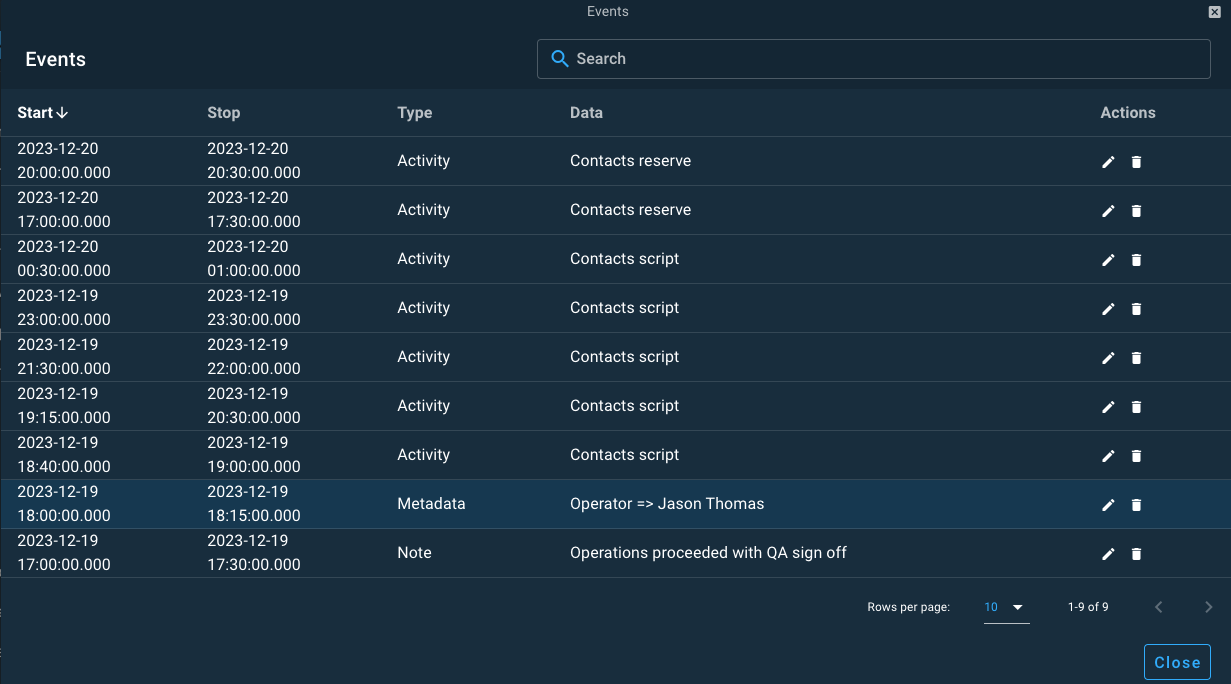 Events
Events
Search
Start Stop Type Data Actions
2023-12-20 2023-12-20
20:00:00.000 20:30:00.000 Activity Contacts reserve
2023-12-20 2023-12-20
17:00:00.000 17:30:00.000 Activity Contacts reserve
2023-12-20 2023-12-20
00:30:00.000 01:00:00.000 Activity Contacts script
2023-12-19 2023-12-19
23:00:00.000 23:30:00.000 Activity Contacts script
2023-12-19 2023-12-19
21:30:00.000 22:00:00.000 Activity Contacts script
2023-12-19 2023-12-19
19:15:00.000 20:30:00.000 Activity Contacts script
2023-12-19 2023-12-19
18:40:00.000 19:00:00.000 Activity Contacts script
2023-12-19 2023-12-19
18:00:00.000 18:15:00.000 Metadata Operator => Jason Thomas
2023-12-19 2023-12-19
17:00:00.000 17:30:00.000 Note Operations proceeded with QA sign off
Rows per page: 10 1-9 of 9
Close